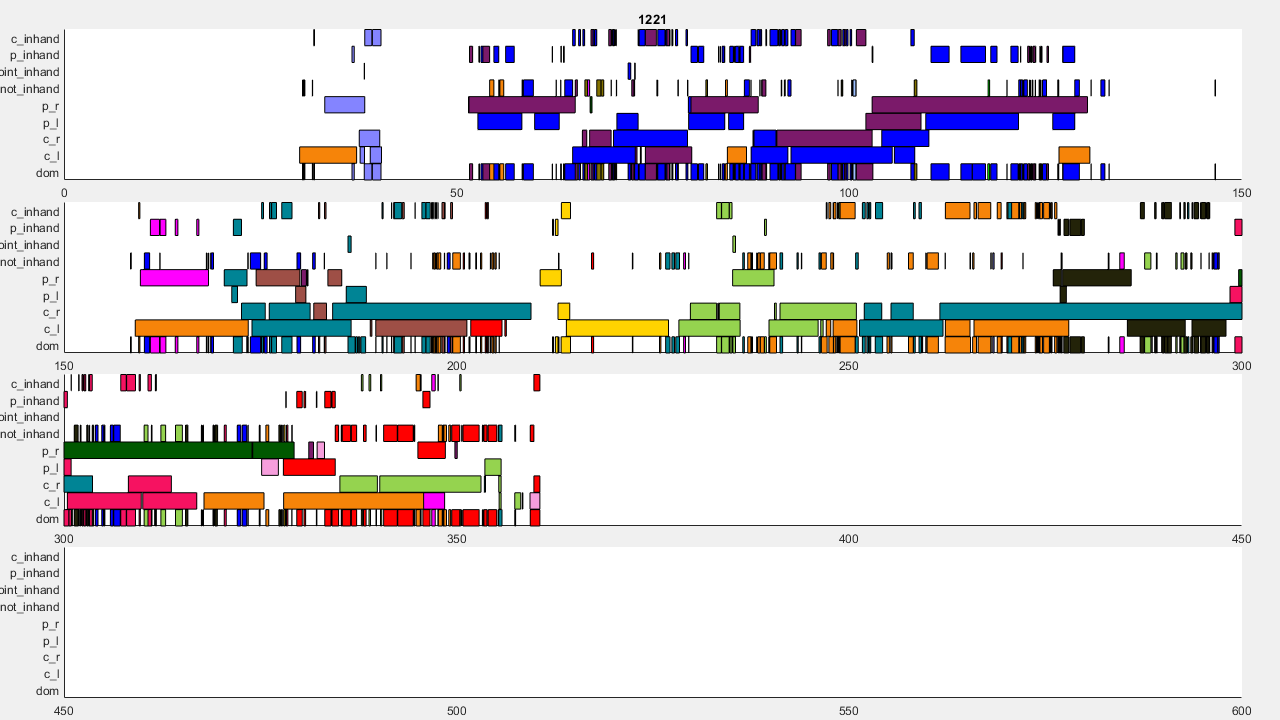 1221
c_inhand
p_inhand
oint_inhand
not_inhand
p_r
p_l
c_r
c_l
dom
0 50 100 150
c_inhand
p_inhand
oint_inhand
not_inhand
p_r
p_l
c_r
c_l
dom
150 200 250 300
c_inhand
p_inhand
oint_inhand
not_inhand
p_r
p_l
c_r
c_l
dom
300 350 400 450
c_inhand
p_inhand
oint_inhand
not_inhand
p_r
p_l
c_r
c_l
dom
450 500 550 600